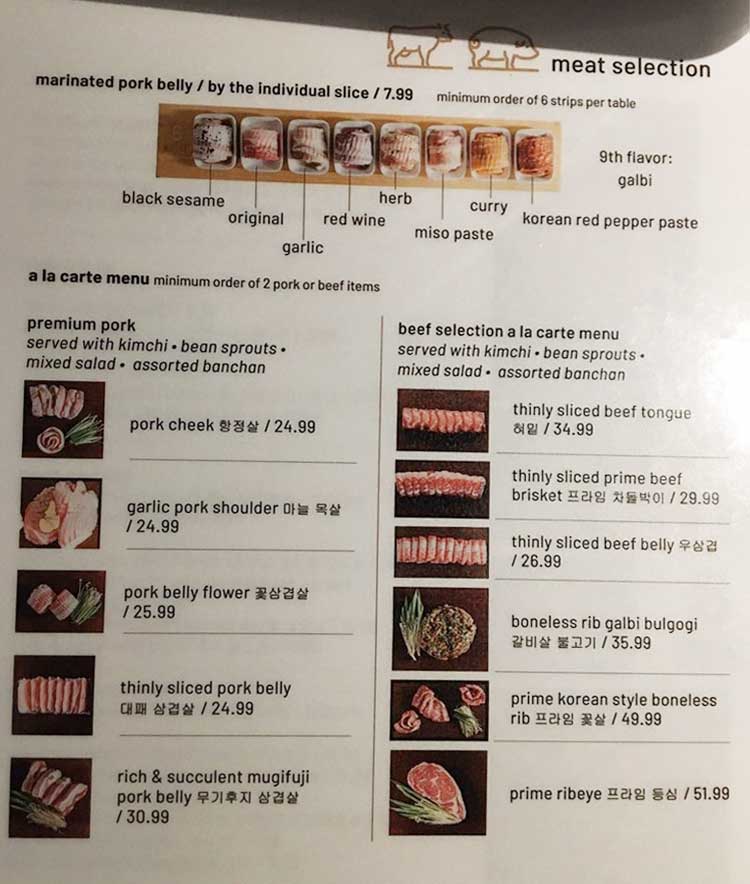 meat selection
marinated pork belly / by the individual slice / 7.99 minimum order of 6 strips per table
9th flavor:
galbi
black sesame
original
garlic
red wine
herb
miso paste
curry
korean red pepper paste
a la carte menu minimum order of 2 pork or beef items
premium pork
served with kimchi • bean sprouts •
mixed salad • assorted banchan
pork cheek 항정살 / 24.99
garlic pork shoulder 마늘 목살
/ 24.99
pork belly flower 꽃삼겹살
/ 25.99
thinly sliced pork belly
대패 삼겹살 / 24.99
rich & succulent mugifuji
pork belly 무기후지 삼겹살
/ 30.99
beef selection a la carte menu
served with kimchi • bean sprouts •
mixed salad • assorted banchan
thinly sliced beef tongue
혀밑 / 34.99
thinly sliced prime beef
brisket 프라임 차돌박이 / 29.99
thinly sliced beef belly 우삼겹
/ 26.99
boneless rib galbi bulgogi
갈비살 불고기 / 35.99
prime korean style boneless
rib 프라임 꽃살 / 49.99
prime ribeye 프라임 등심 / 51.99